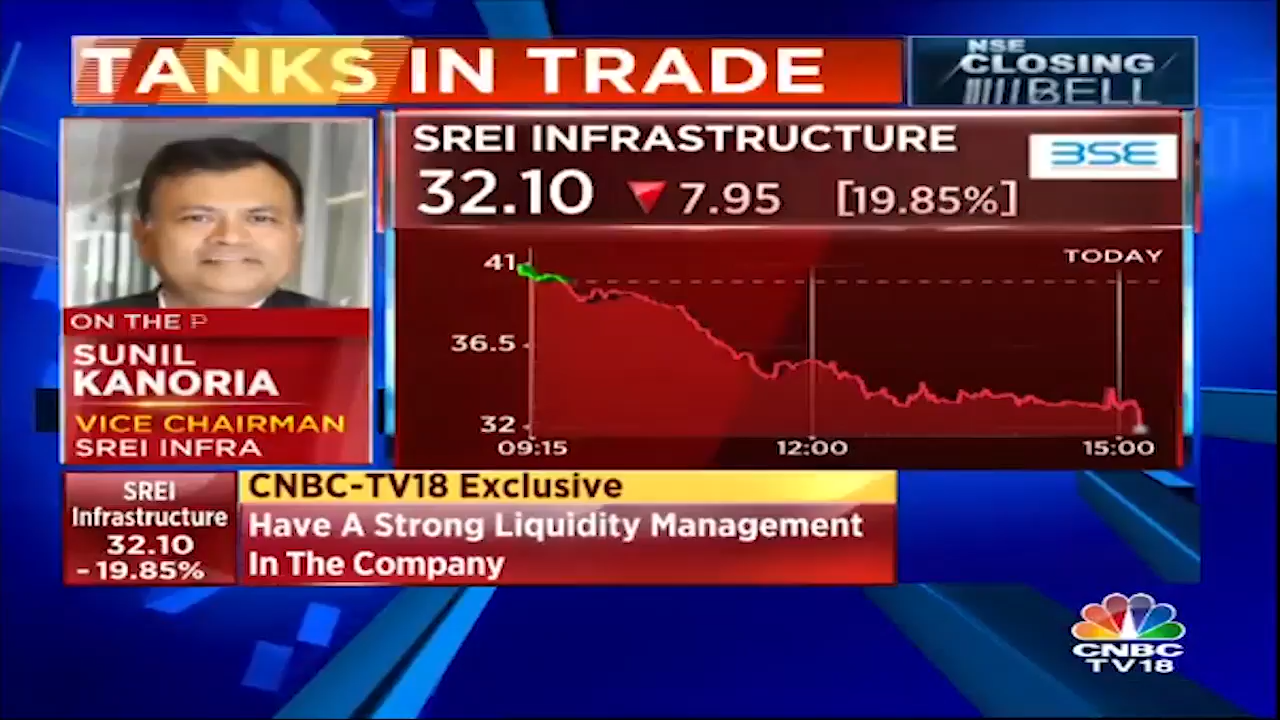 TANKS IN TRADE
NSE
CLOSING
BELL
SREI INFRASTRUCTURE
BSE
32.10 7.95 [19.85%]
TODAY
41
36.5
32
09:15 12:00 15:00
ON THE P
SUNIL
KANORIA
VICE CHAIRMAN
SREI INFRA
SREI
Infrastructure
32.10
-19.85%
CNBC-TV18 Exclusive
Have A Strong Liquidity Management
In The Company
CNBC
TV18